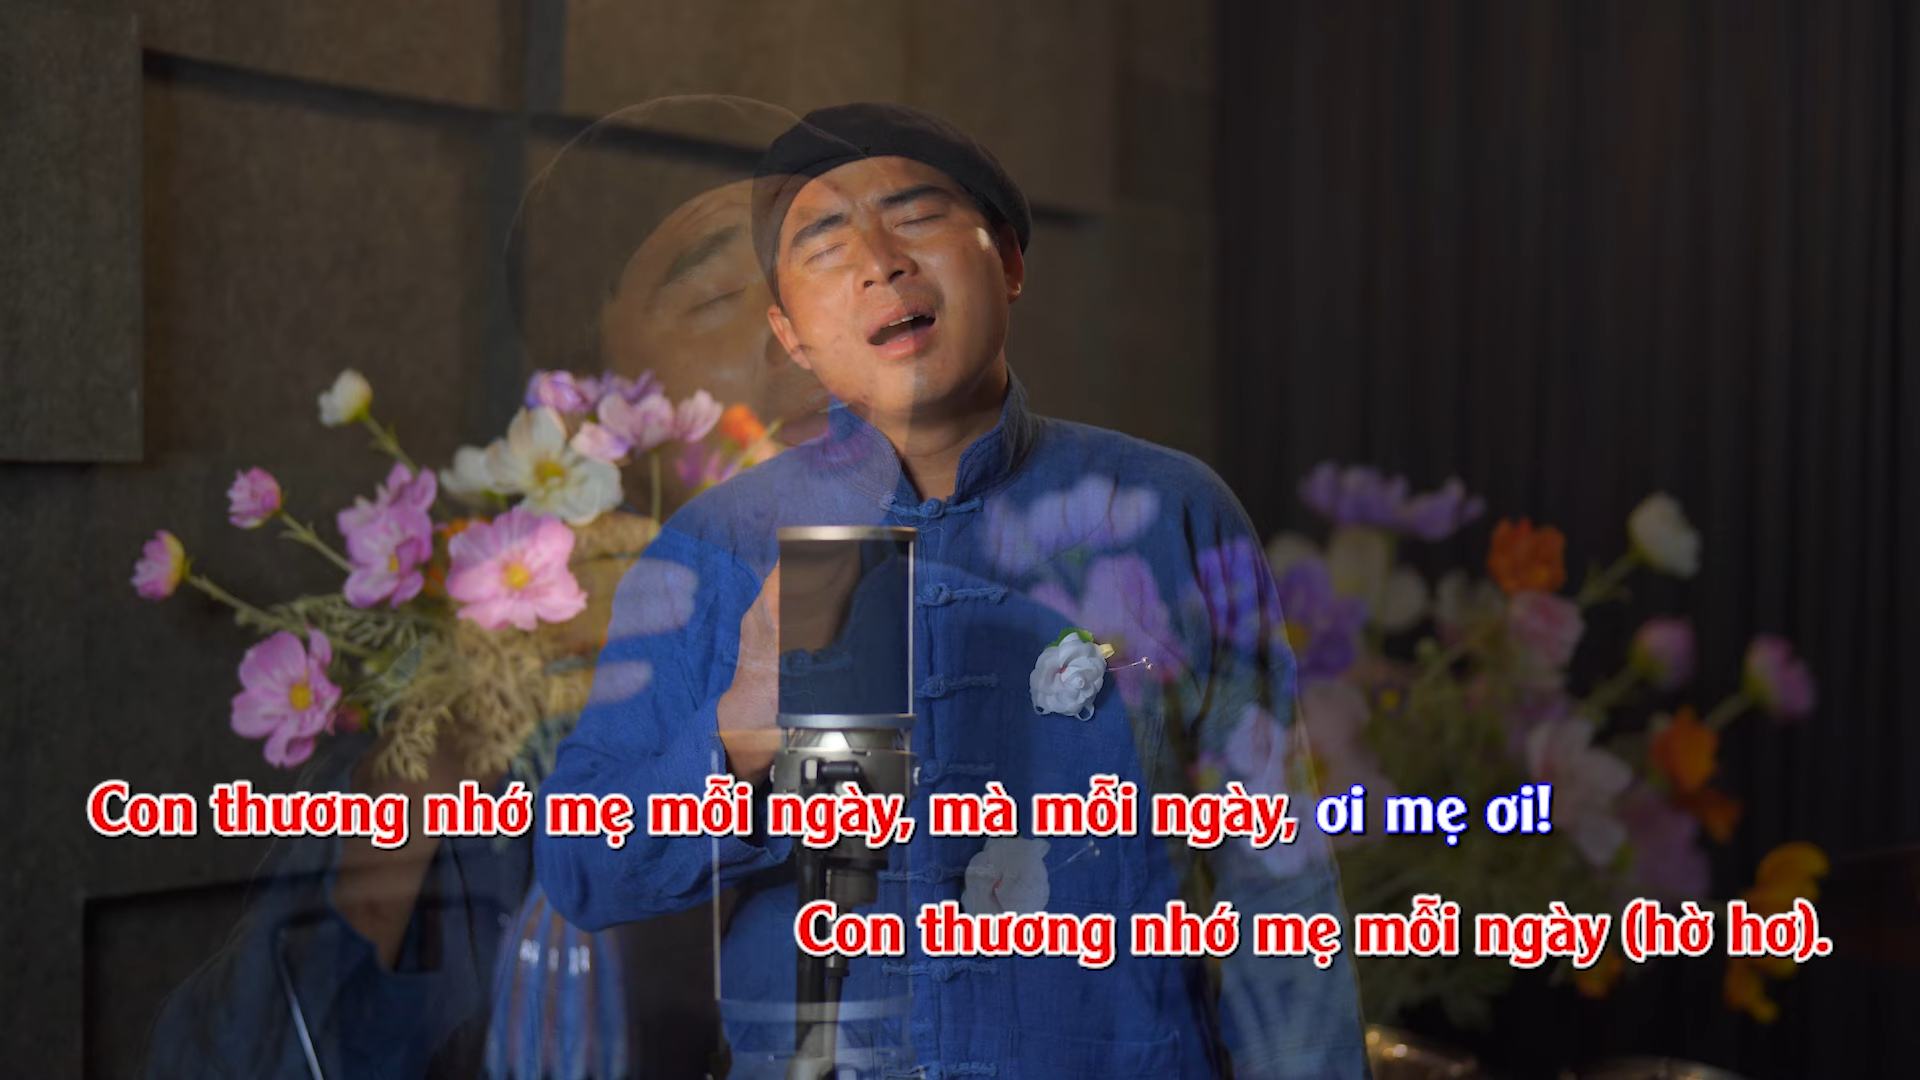 Con thương nhớ mẹ mỗi ngày, mà mỗi ngày, ơi mẹ ơi!
Con thương nhớ mẹ mỗi ngày (hờ hơ).